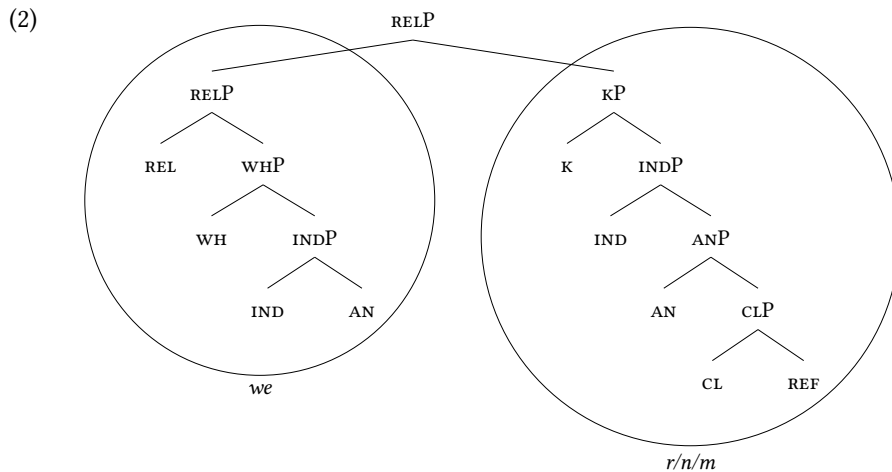 (2)
RELP
RELP KP
REL WHP K INDP
WH INDP IND ANP
IND AN AN CLP
we CL REF
r/n/m